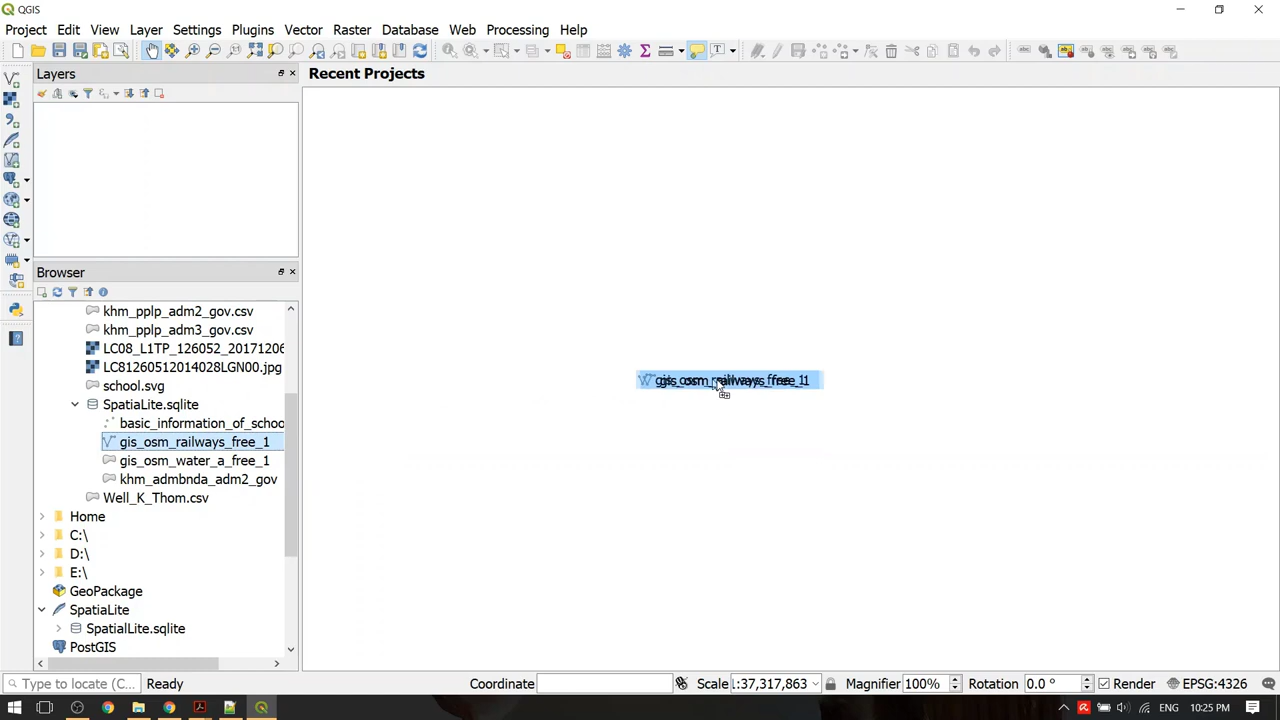 QGIS
Project Edit View Layer Settings Plugins Vector Raster Database Web Processing Help
Layers
Recent Projects
gis_osm_railways_free_1
Browser
khm_pplp_adm2_gov.csv
khm_pplp_adm3_gov.csv
LC08_L1TP_126052_20171206
LC81260512014028LGN00.jpg
school.svg
SpatiaLite.sqlite
basic_information_of_schoo
gis_osm_railways_free_1
gis_osm_water_a_free_1
khm_admbnda_adm2_gov
Well_K_Thom.csv
Home
C:\
D:\
E:\
GeoPackage
SpatiaLite
SpatialLite.sqlite
PostGIS
Type to locate (C... Ready Coordinate Scale 1:37,317,863 Magnifier 100% Rotation 0.0 ° Render EPSG:4326
ENG 10:25 PM